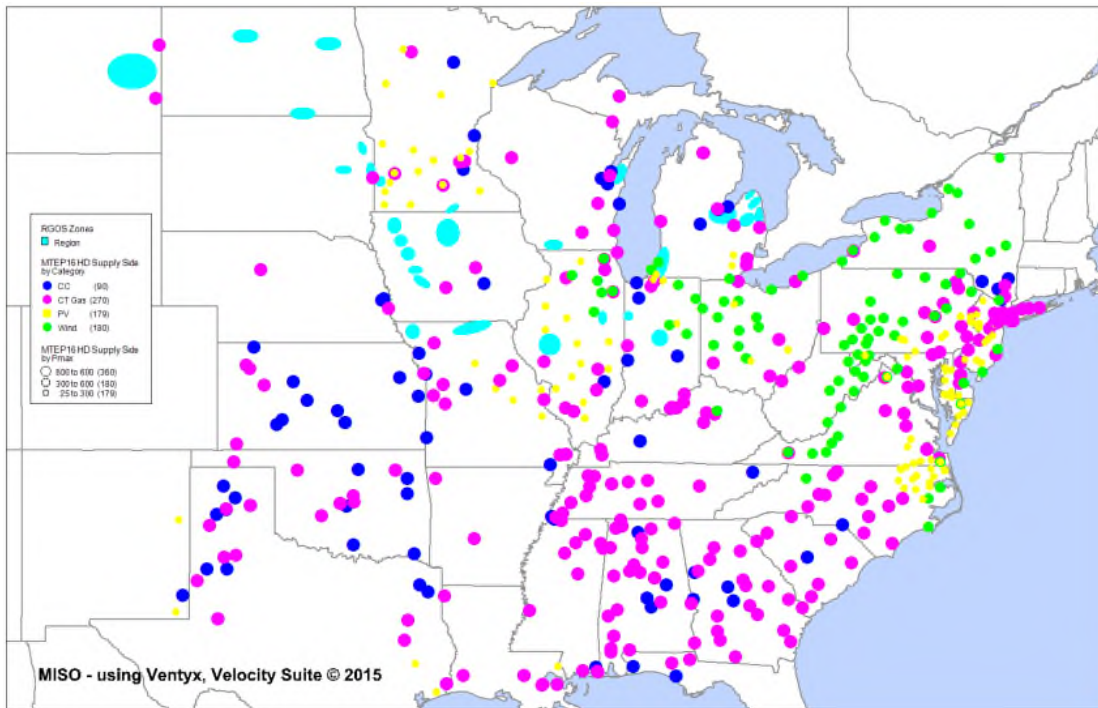 RGOS Zones
Region
MTEP16 HD Supply Side
by Category
CC (90)
CT Gas (270)
PV (179)
Wind (180)
MTEP16 HD Supply Side
by Pmax
800 to 600 (360)
300 to 600 (180)
25 to 300 (179)
MISO - using Ventyx, Velocity Suite © 2015